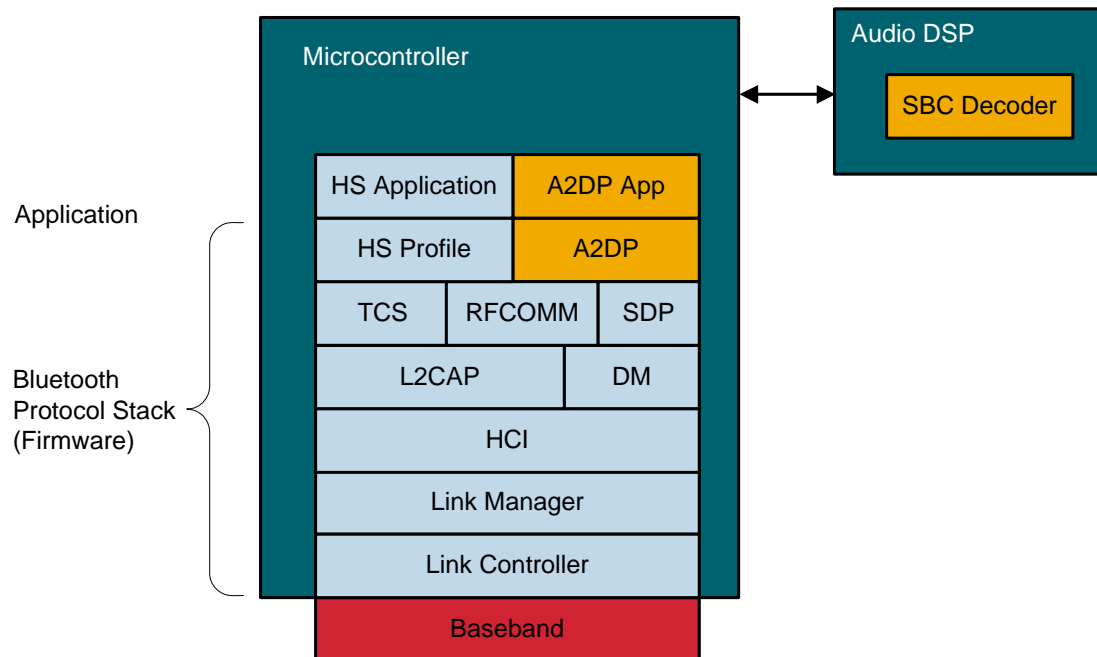 Microcontroller
Audio DSP
SBC Decoder
HS Application
A2DP App
Application
HS Profile
A2DP
TCS
RFCOMM
SDP
Bluetooth
Protocol Stack
(Firmware)
L2CAP
DM
HCI
Link Manager
Link Controller
Baseband